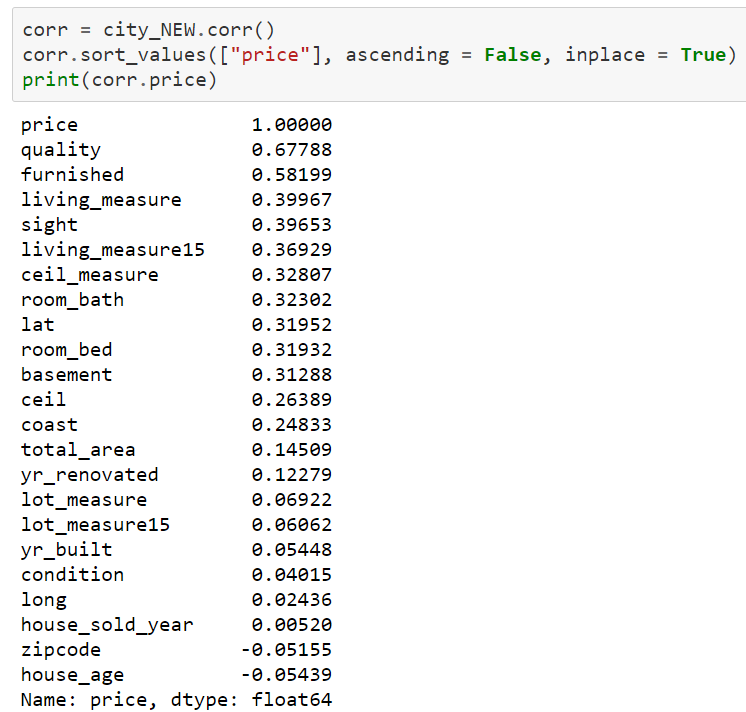 corr = city_NEW.corr()
corr.sort_values(["price"], ascending = False, inplace = True)
print(corr.price)
price 1.00000
quality 0.67788
furnished 0.58199
living_measure 0.39967
sight 0.39653
living_measure15 0.36929
ceil_measure 0.32807
room_bath 0.32302
lat 0.31952
room_bed 0.31932
basement 0.31288
ceil 0.26389
coast 0.24833
total_area 0.14509
yr_renovated 0.12279
lot_measure 0.06922
lot_measure15 0.06062
yr_built 0.05448
condition 0.04015
long 0.02436
house_sold_year 0.00520
zipcode -0.05155
house_age -0.05439
Name: price, dtype: float64